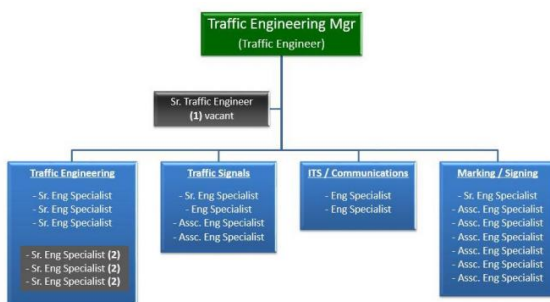 Traffic Engineering Mgr
(Traffic Engineer)
Sr. Traffic Engineer
(1) vacant
Traffic Engineering
- Sr. Eng Specialist
- Sr. Eng Specialist
- Sr. Eng Specialist
- Sr. Eng Specialist (2)
- Sr. Eng Specialist (2)
- Sr. Eng Specialist (2)
Traffic Signals
- Sr. Eng Specialist
- Eng Specialist
- Assc. Eng Specialist
- Assc. Eng Specialist
ITS / Communications
- Eng Specialist
- Eng Specialist
Marking / Signing
- Sr. Eng Specialist
- Assc. Eng Specialist
- Assc. Eng Specialist
- Assc. Eng Specialist
- Assc. Eng Specialist
- Assc. Eng Specialist